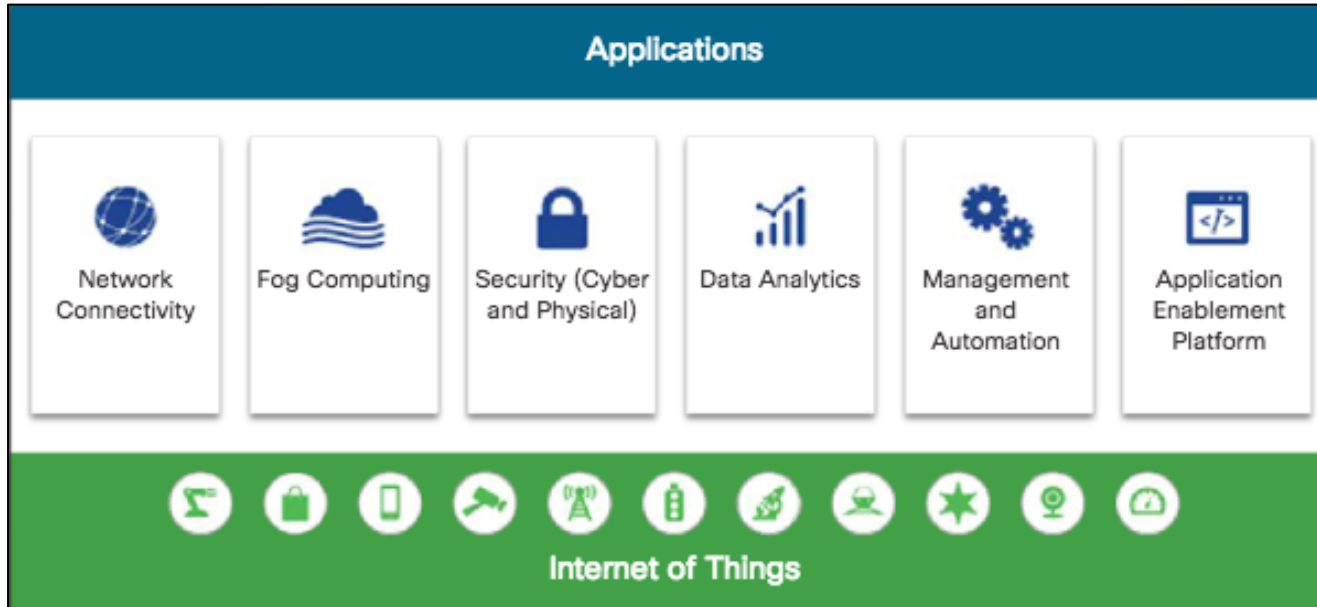 Applications
Network
Connectivity
Fog Computing
Security (Cyber
and Physical)
Data Analytics
Management
and
Automation
</>
Application
Enablement
Platform
Internet of Things